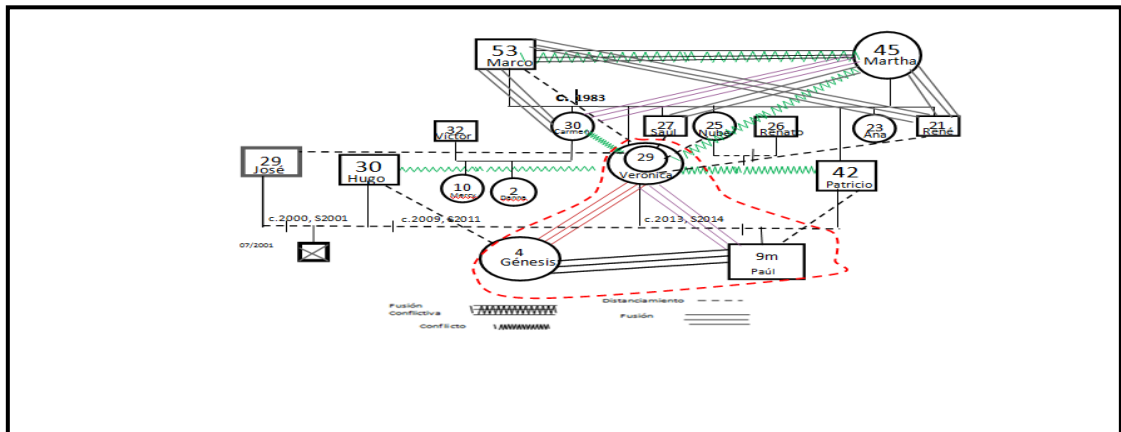 53
Marco
45
Martha
C. 1983
32
Víctor
30
Carmen
27
Saúl
25
Nube
26
Renato
23
Ana
21
René
29
José
30
Hugo
29
Verónica
42
Patricio
10
2
c.2000, S2001
c.2009, S2011
c.2013, S2014
07/2001
4
Génesis
9m
Paúl
Fusión
Conflictiva
Distanciamiento
Fusión
Conflicto